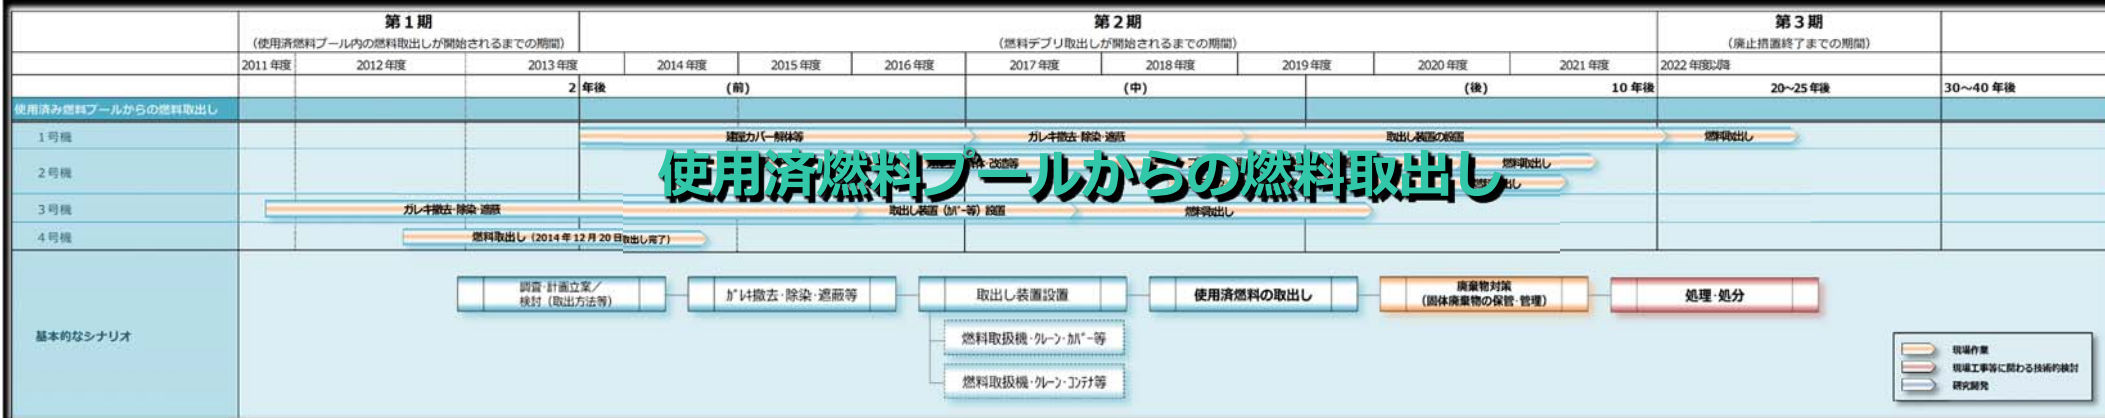 第1期
(使用済燃料プール内の燃料取出しが開始されるまでの期間)
第2期
(燃料デブリ取出しが開始されるまでの期間)
第3期
(廃止措置終了までの期間)
2011年度 2012年度 2013年度 2014年度 2015年度 2016年度 2017年度 2018年度 2019年度 2020年度 2021年度 2022年度以降
2年後 (前) (中) (後) 10年後 20~25年後 30~40年後
使用済み燃料プールからの燃料取出し
1号機 建屋カバー解体等 ガレキ撤去・除染・遮蔽 取出し装置の設置 燃料取出し
使用済燃料プールからの燃料取出し
2号機 体・改造等 燃料取出し
3号機 ガレキ撤去・除染・遮蔽 取出し装置(カバー等)設置 燃料取出し
4号機 燃料取出し(2014年12月20日取出し完了)
基本的なシナリオ
調査・計画立案/
検討(取出方法等)
ガレキ撤去・除染・遮蔽等
取出し装置設置
使用済燃料の取出し
廃棄物対策
(固体廃棄物の保管・管理)
処理・処分
燃料取扱機・クレーン・カバー等
燃料取扱機・クレーン・コンテナ等
現場作業
現場工事等に関わる技術的検討
研究開発